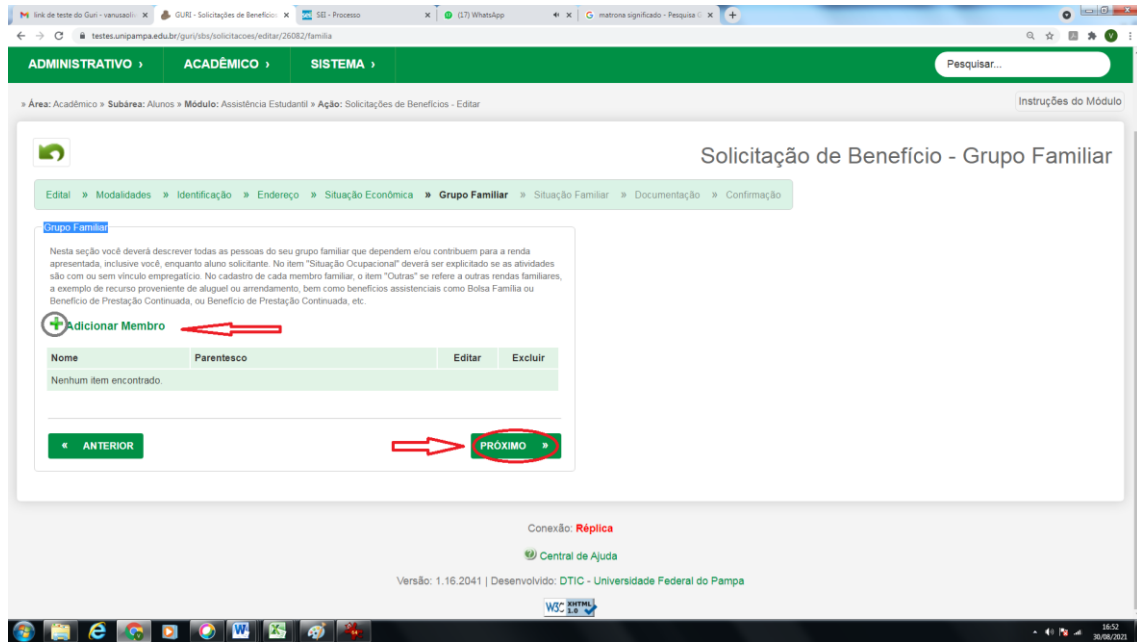 link de teste do Guri - vanusaoli
GURI - Solicitações de Benefícios
SEI - Processo
(17) WhatsApp
matrona significado - Pesquisa G
testes.unipampa.edu.br/guri/sbs/solicitacoes/editar/26082/familia
V
ADMINISTRATIVO › ACADÊMICO › SISTEMA ›
Pesquisar...
» Área: Acadêmico » Subárea: Alunos » Módulo: Assistência Estudantil » Ação: Solicitações de Benefícios - Editar
Instruções do Módulo
Solicitação de Benefício - Grupo Familiar
Edital » Modalidades » Identificação » Endereço » Situação Econômica » Grupo Familiar » Situação Familiar » Documentação » Confirmação
Grupo Familiar
Nesta seção você deverá descrever todas as pessoas do seu grupo familiar que dependem e/ou contribuem para a renda
apresentada, inclusive você, enquanto aluno solicitante. No item "Situação Ocupacional" deverá ser explicitado se as atividades
são com ou sem vínculo empregatício. No cadastro de cada membro familiar, o item "Outras" se refere a outras rendas familiares,
a exemplo de recurso proveniente de aluguel ou arrendamento, bem como benefícios assistenciais como Bolsa Família ou
Benefício de Prestação Continuada, ou Benefício de Prestação Continuada, etc.
Adicionar Membro
Nome Parentesco Editar Excluir
Nenhum item encontrado.
« ANTERIOR
PRÓXIMO »
Conexão: Réplica
Central de Ajuda
Versão: 1.16.2041 | Desenvolvido: DTIC - Universidade Federal do Pampa
W3C XHTML 1.0
16:52
30/08/2021